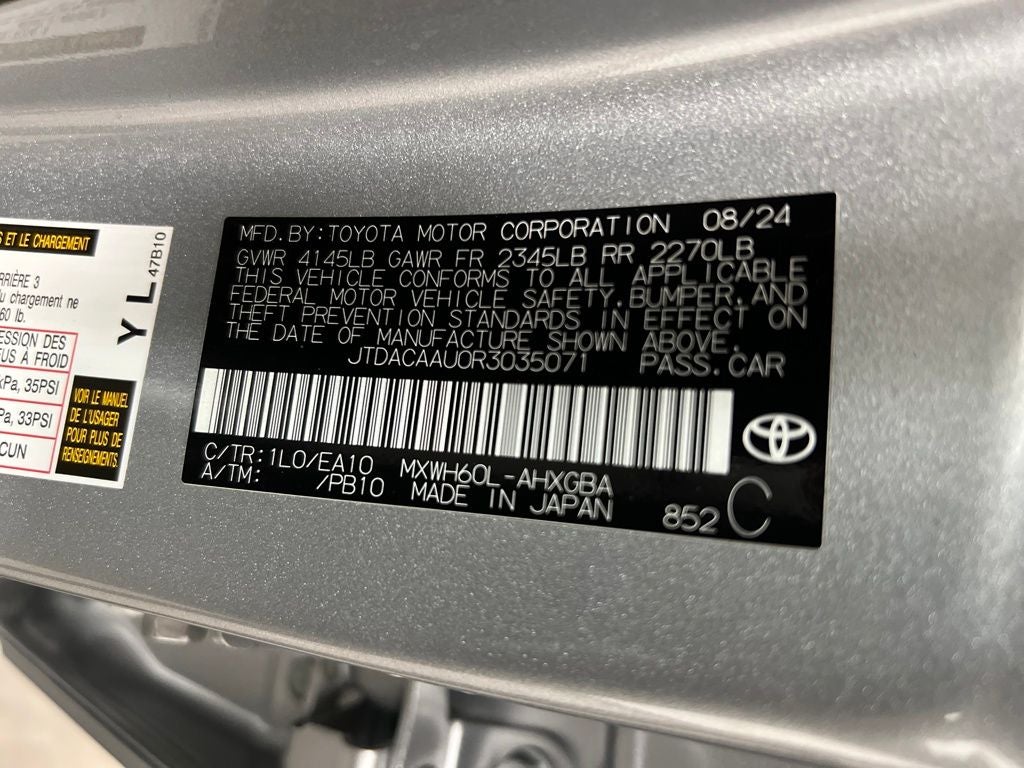 S ET LE CHARGEMENT
RRIÈRE 3
du chargement ne
60 lb.
ESSION DES
EUS À FROID
kPa, 35PSI
Pa, 33PSI
CUN
VOIR LE MANUEL
DE L'USAGER
POUR PLUS DE
RENSEIGNEMENTS.
Y L 47B10
MFD.BY:TOYOTA MOTOR CORPORATION 08/24
GVWR 4145LB GAWR FR 2345LB RR 2270LB
THIS VEHICLE CONFORMS TO ALL APPLICABLE
FEDERAL MOTOR VEHICLE SAFETY,BUMPER,AND
THEFT PREVENTION STANDARDS IN EFFECT ON
THE DATE OF MANUFACTURE SHOWN ABOVE.
JTDACAAU0R3035071 PASS.CAR
C/TR:1L0/EA10 MXWH60L-AHXGBA
A/TM: /PB10 MADE IN JAPAN
852 C